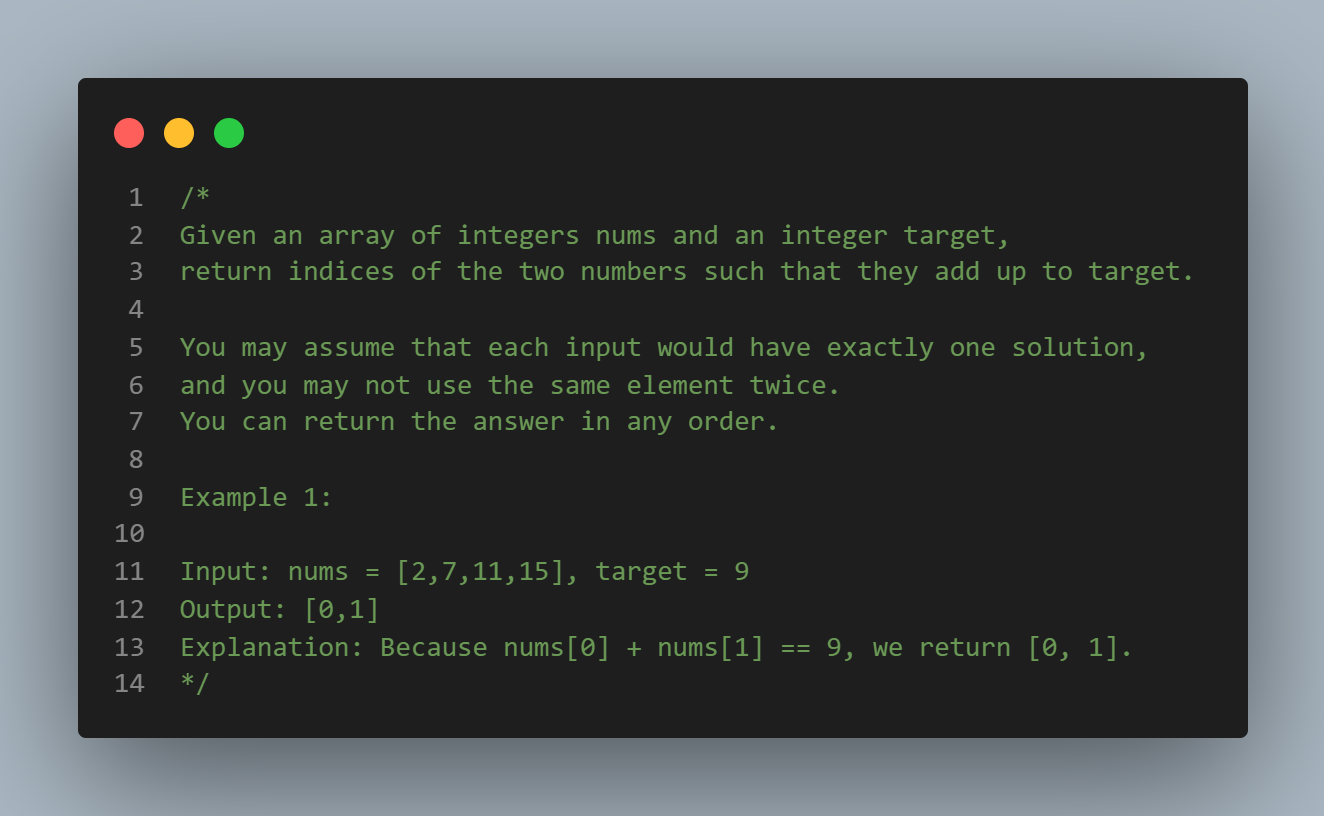 1 /*
2 Given an array of integers nums and an integer target,
3 return indices of the two numbers such that they add up to target.
4
5 You may assume that each input would have exactly one solution,
6 and you may not use the same element twice.
7 You can return the answer in any order.
8
9 Example 1:
10
11 Input: nums = [2,7,11,15], target = 9
12 Output: [0,1]
13 Explanation: Because nums[0] + nums[1] == 9, we return [0, 1].
14 */